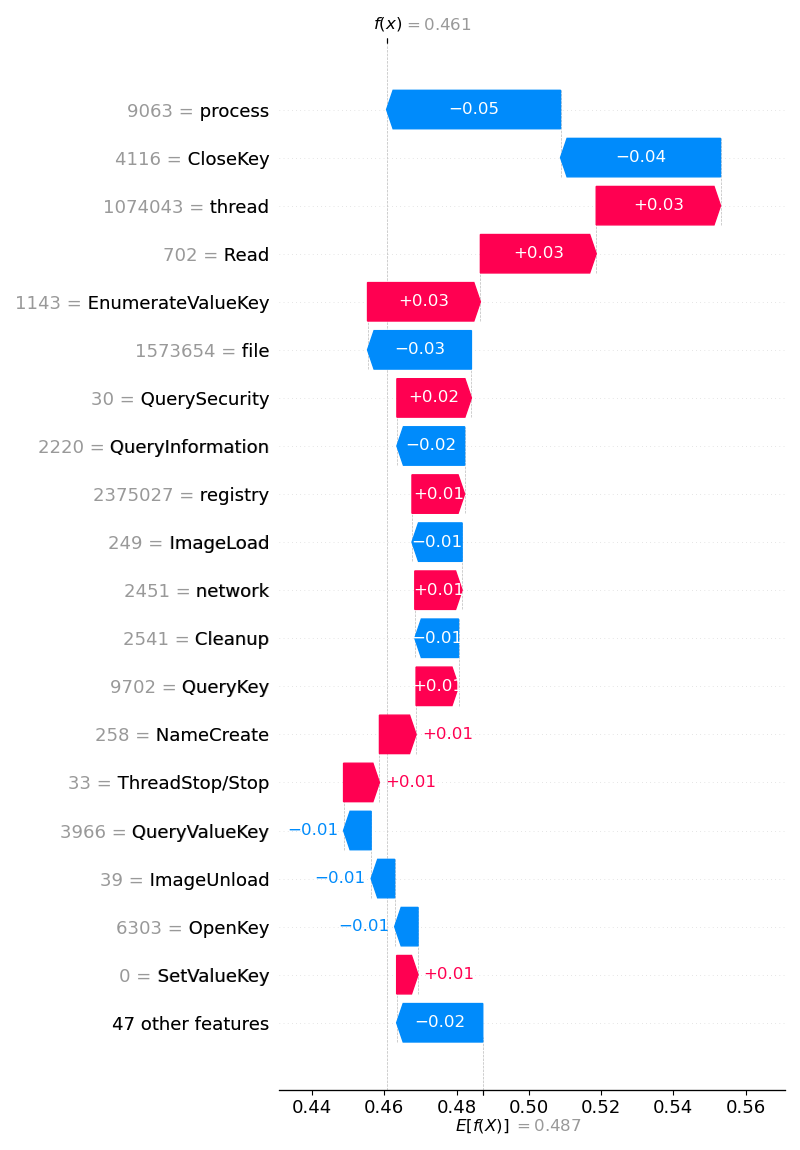 f(x) = 0.461
9063 = process −0.05
4116 = CloseKey −0.04
1074043 = thread +0.03
702 = Read +0.03
1143 = EnumerateValueKey +0.03
1573654 = file −0.03
30 = QuerySecurity +0.02
2220 = QueryInformation −0.02
2375027 = registry +0.01
249 = ImageLoad −0.01
2451 = network +0.01
2541 = Cleanup −0.01
9702 = QueryKey +0.01
258 = NameCreate +0.01
33 = ThreadStop/Stop +0.01
3966 = QueryValueKey −0.01
39 = ImageUnload −0.01
6303 = OpenKey −0.01
0 = SetValueKey +0.01
47 other features −0.02
0.44 0.46 0.48 0.50 0.52 0.54 0.56
E[f(X)] = 0.487